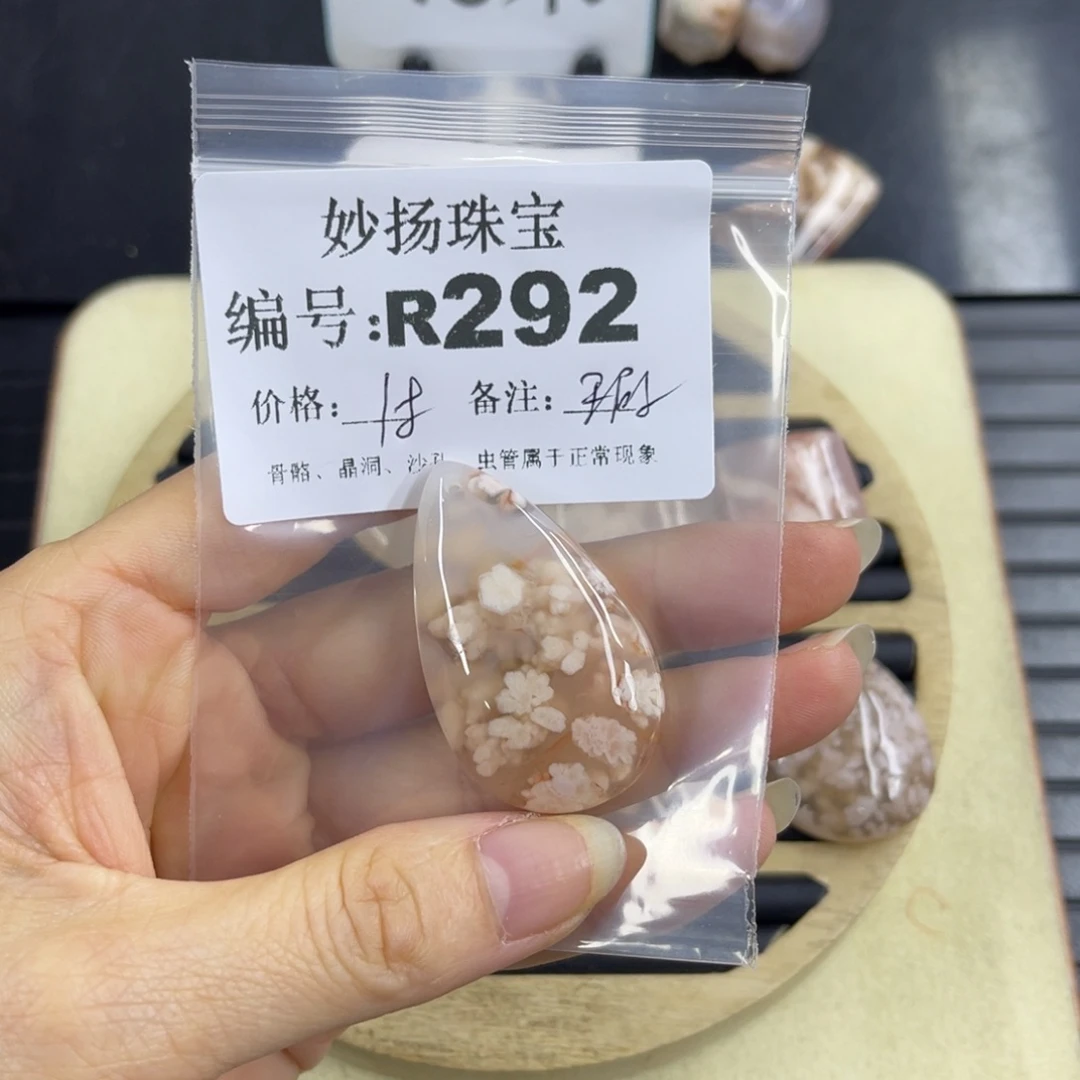 妙扬珠宝
编号:R292
价格: 备注:
骨骼、晶洞、沙孔、虫管属于正常现象